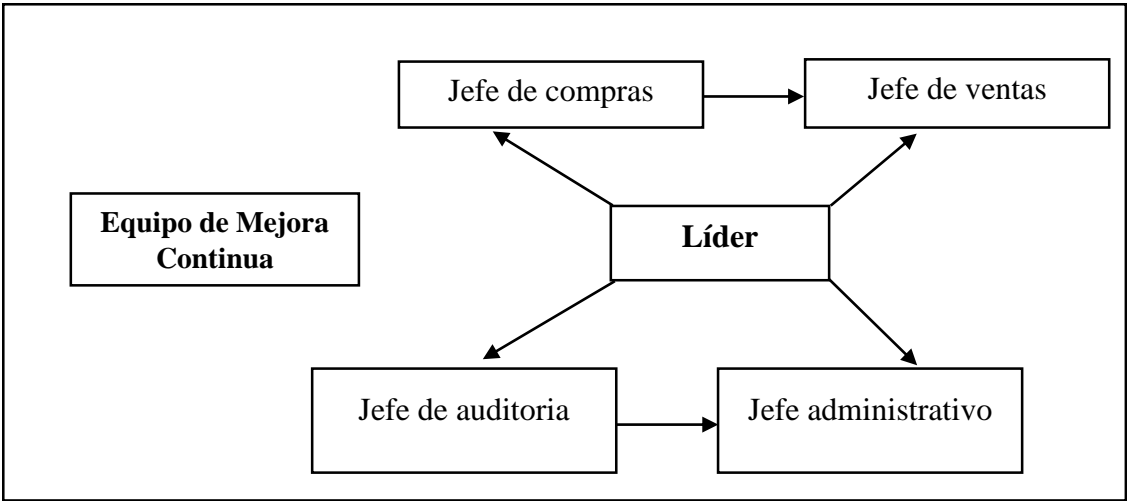 Jefe de compras
Jefe de ventas
Equipo de Mejora
Continua
Líder
Jefe de auditoria
Jefe administrativo